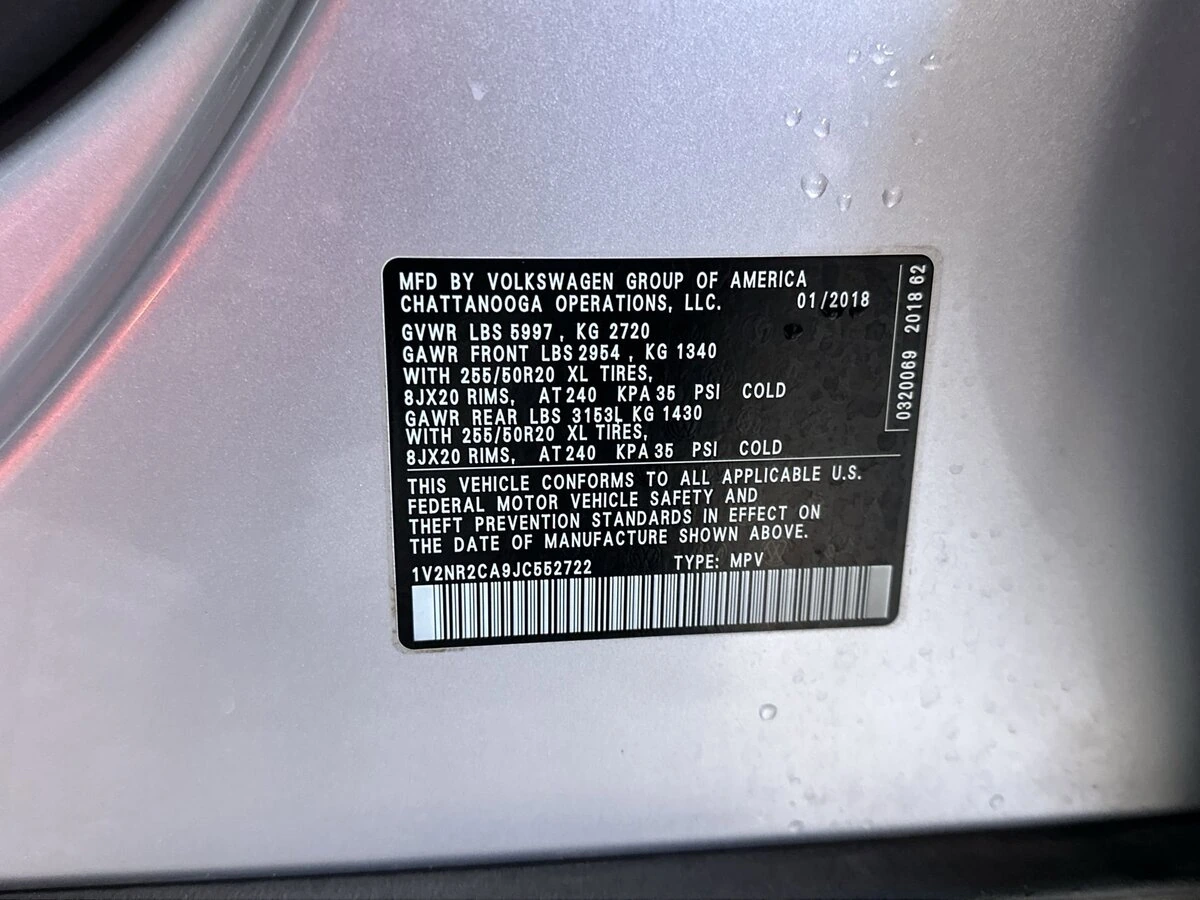 MFD BY VOLKSWAGEN GROUP OF AMERICA
CHATTANOOGA OPERATIONS, LLC. 01/2018
GVWR LBS 5997, KG 2720
GAWR FRONT LBS 2954, KG 1340
WITH 255/50R20 XL TIRES,
8JX20 RIMS, AT 240 KPA 35 PSI COLD
GAWR REAR LBS 3153L KG 1430
WITH 255/50R20 XL TIRES,
8JX20 RIMS, AT 240 KPA 35 PSI COLD
THIS VEHICLE CONFORMS TO ALL APPLICABLE U.S.
FEDERAL MOTOR VEHICLE SAFETY AND
THEFT PREVENTION STANDARDS IN EFFECT ON
THE DATE OF MANUFACTURE SHOWN ABOVE.
1V2NR2CA9JC552722 TYPE: MPV
0320069 2018 62